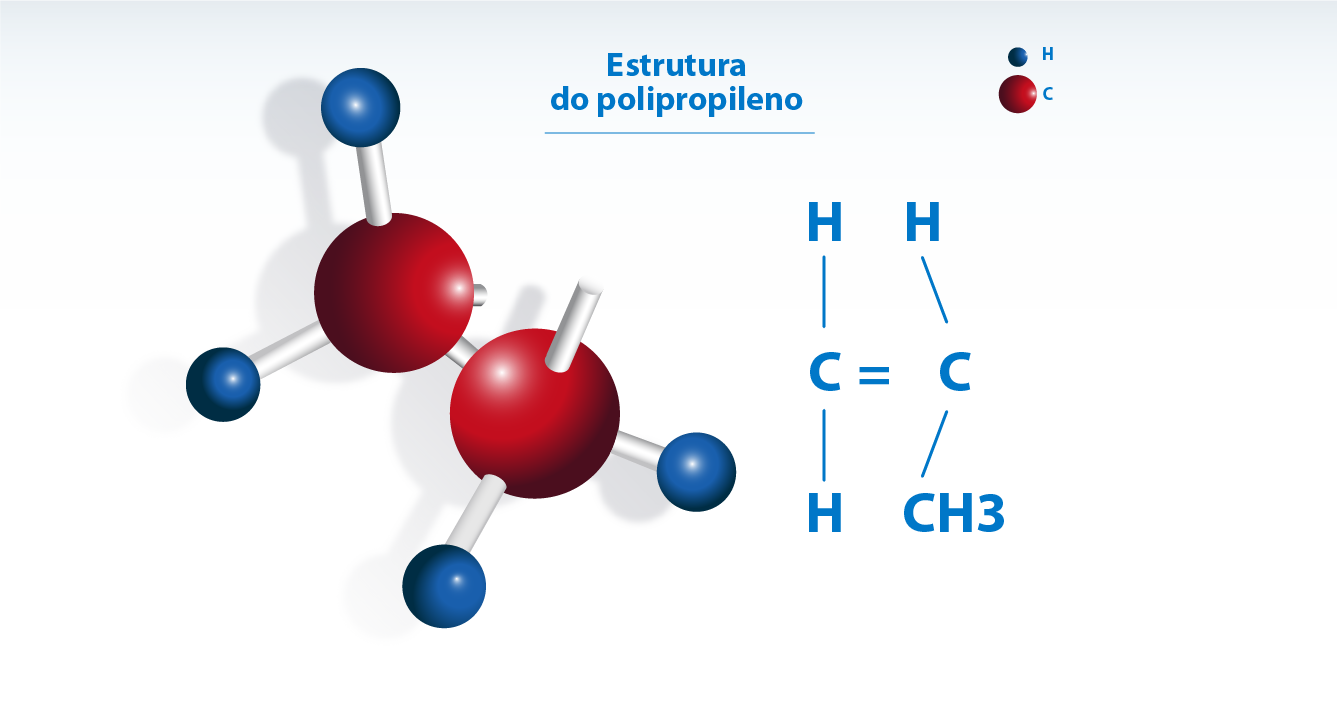 Estrutura
do polipropileno
H
C
H H
C = C
H CH3